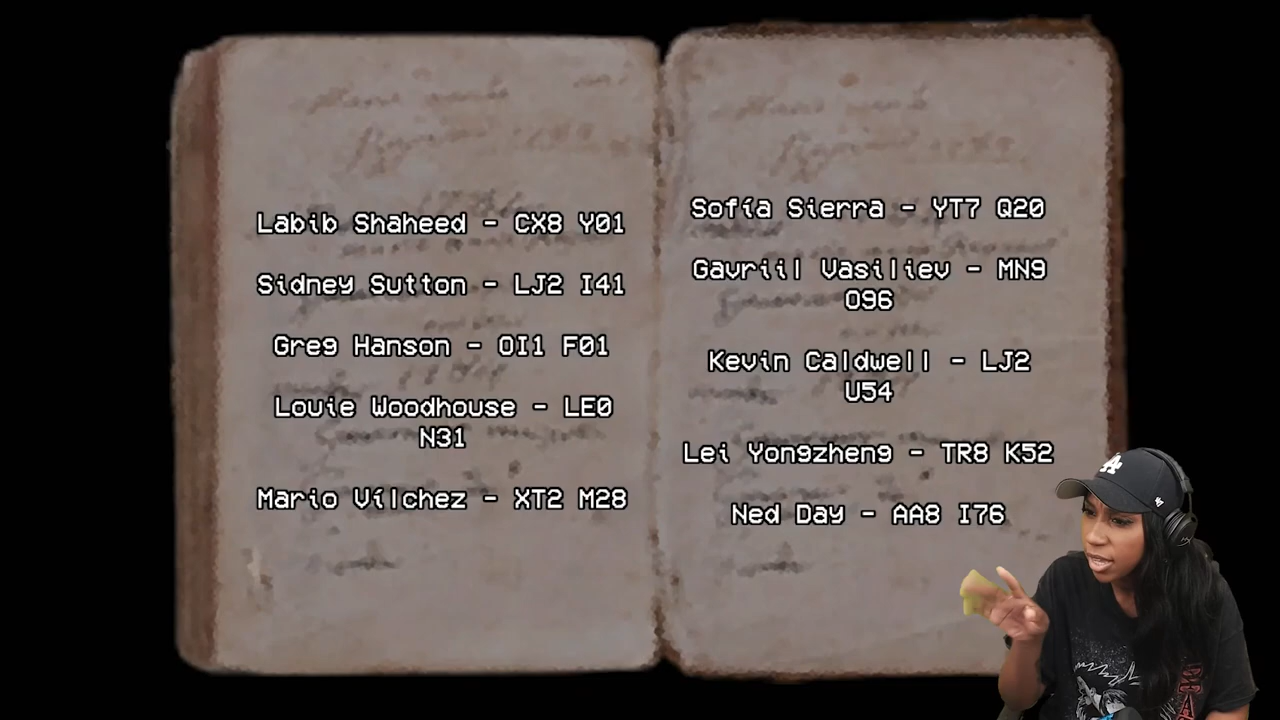 Labib Shaheed - CX8 Y01
Sidney Sutton - LJ2 I41
Greg Hanson - OI1 F01
Louie Woodhouse - LE0
N31
Mario Vílchez - XT2 M28
Sofía Sierra - YT7 Q20
Gavriil Vasiliev - MN9
O96
Kevin Caldwell - LJ2
U54
Lei Yongzheng - TR8 K52
Ned Day - AA8 I76